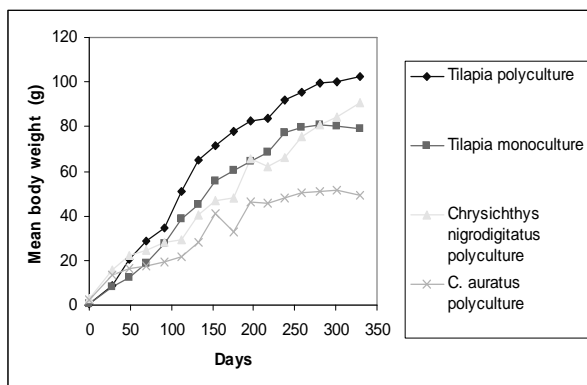 120
100
80
60
40
20
0
Mean body weight (g)
0 50 100 150 200 250 300 350
Days
Tilapia polyculture
Tilapia monoculture
Chrysichthys
nigrodigitatus
polyculture
C. auratus
polyculture